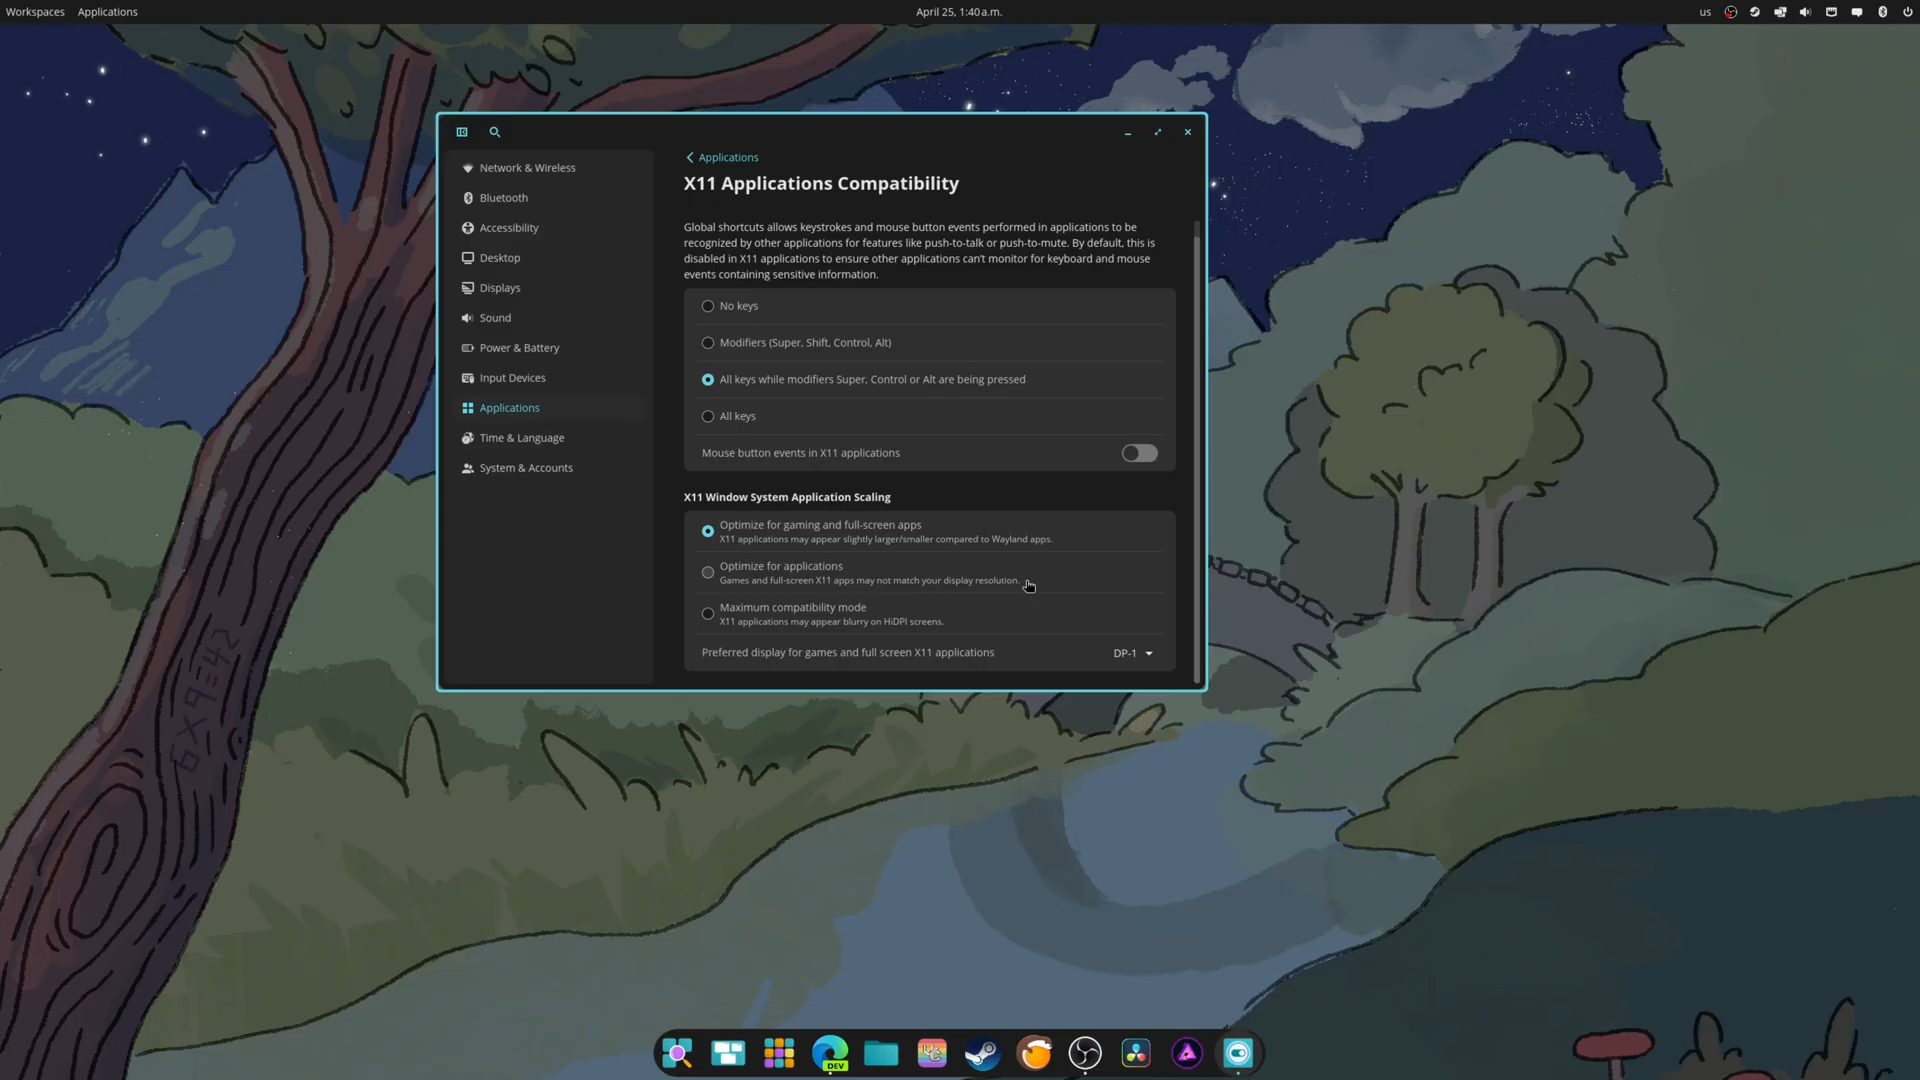 Workspaces Applications April 25, 1:40 a.m. us
Applications
X11 Applications Compatibility
Network & Wireless
Bluetooth
Accessibility
Desktop
Displays
Sound
Power & Battery
Input Devices
Applications
Time & Language
System & Accounts
Global shortcuts allows keystrokes and mouse button events performed in applications to be
recognized by other applications for features like push-to-talk or push-to-mute. By default, this is
disabled in X11 applications to ensure other applications can't monitor for keyboard and mouse
events containing sensitive information.
No keys
Modifiers (Super, Shift, Control, Alt)
All keys while modifiers Super, Control or Alt are being pressed
All keys
Mouse button events in X11 applications
X11 Window System Application Scaling
Optimize for gaming and full-screen apps
X11 applications may appear slightly larger/smaller compared to Wayland apps.
Optimize for applications
Games and full-screen X11 apps may not match your display resolution.
Maximum compatibility mode
X11 applications may appear blurry on HiDPI screens.
Preferred display for games and full screen X11 applications DP-1
6×9=42
DEV